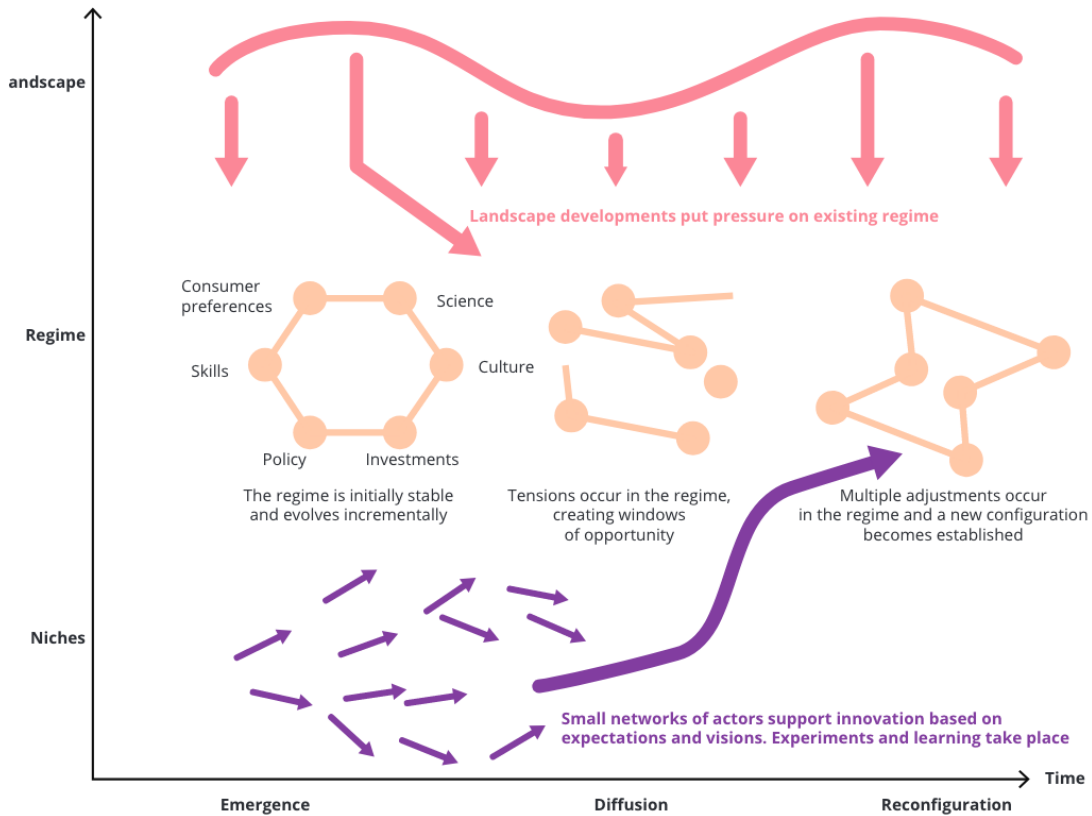 andscape
Landscape developments put pressure on existing regime
Consumer
preferences
Science
Regime
Skills
Culture
Policy
Investments
The regime is initially stable
and evolves incrementally
Tensions occur in the regime,
creating windows
of opportunity
Multiple adjustments occur
in the regime and a new configuration
becomes established
Niches
Small networks of actors support innovation based on
expectations and visions. Experiments and learning take place
Time
Emergence
Diffusion
Reconfiguration